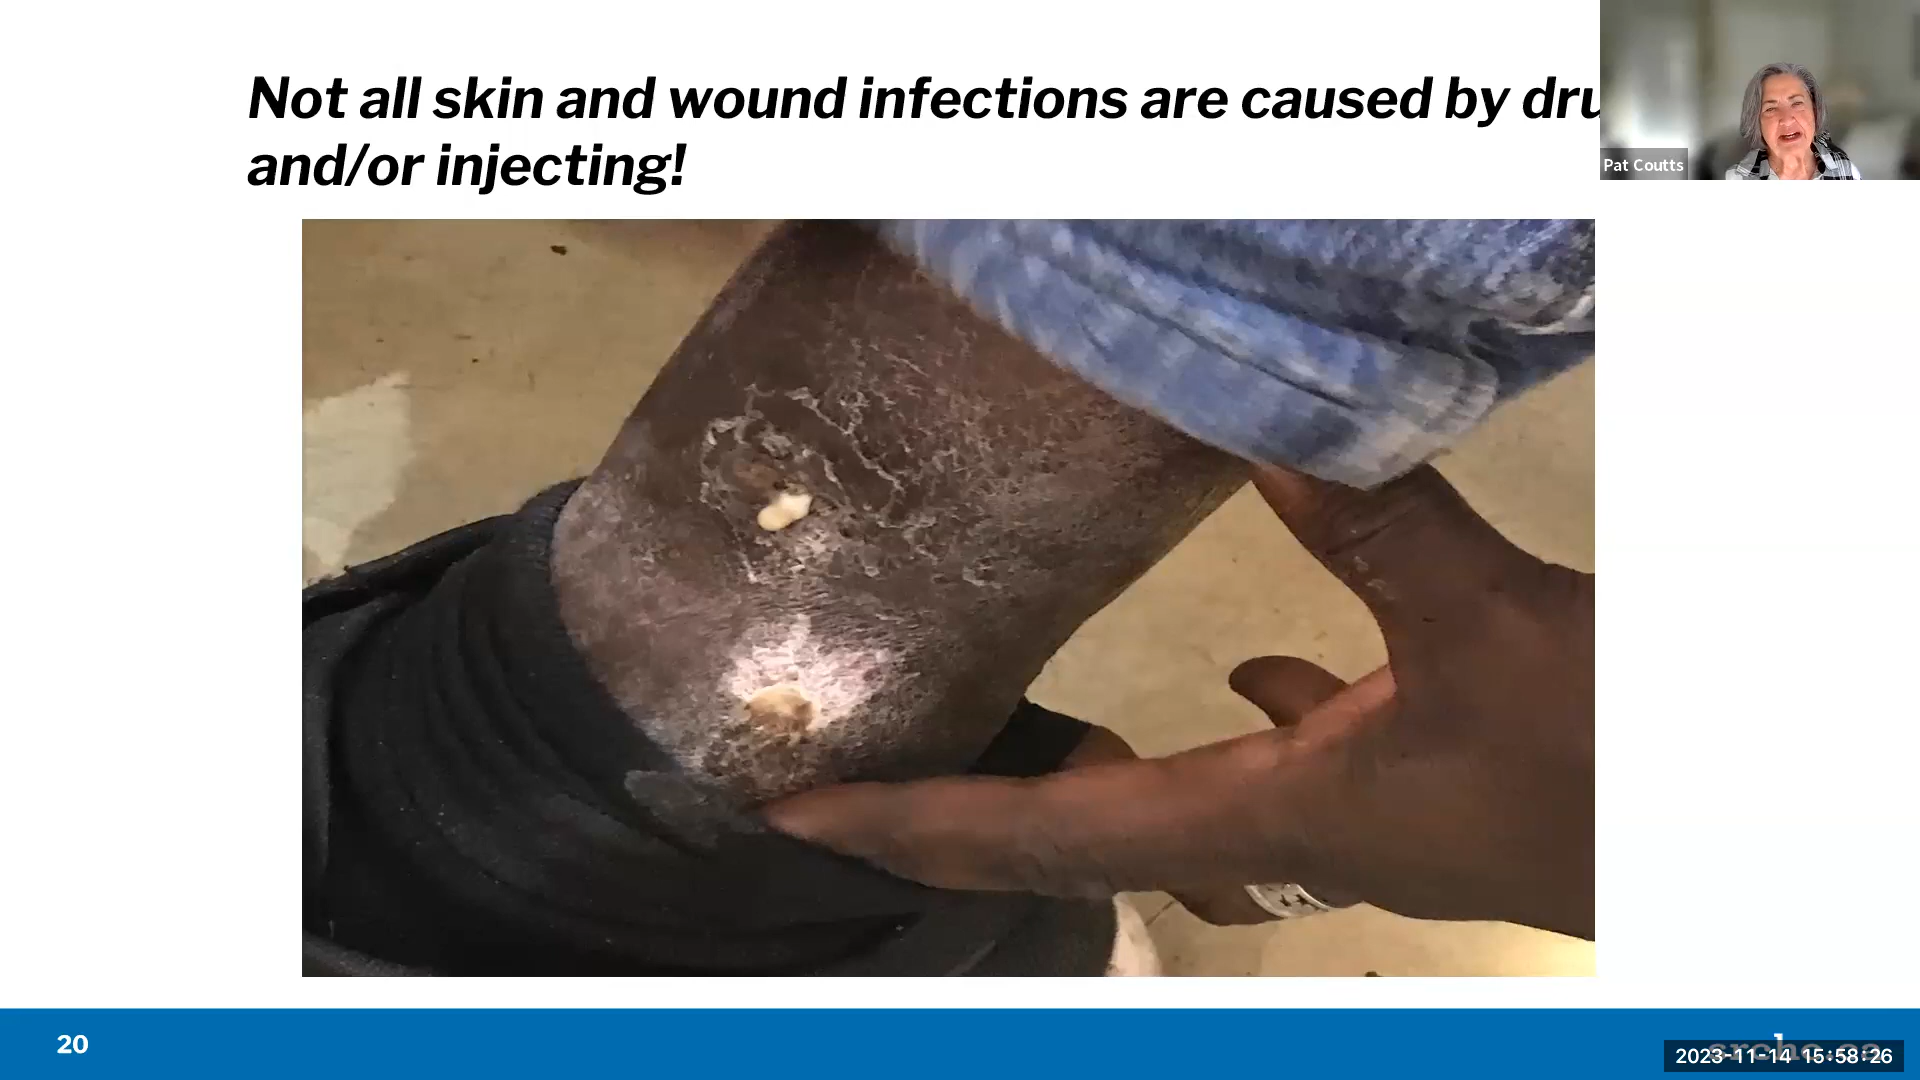 Not all skin and wound infections are caused by
and/or injecting!
Pat Coutts
20
2023-11-14 15:58:26